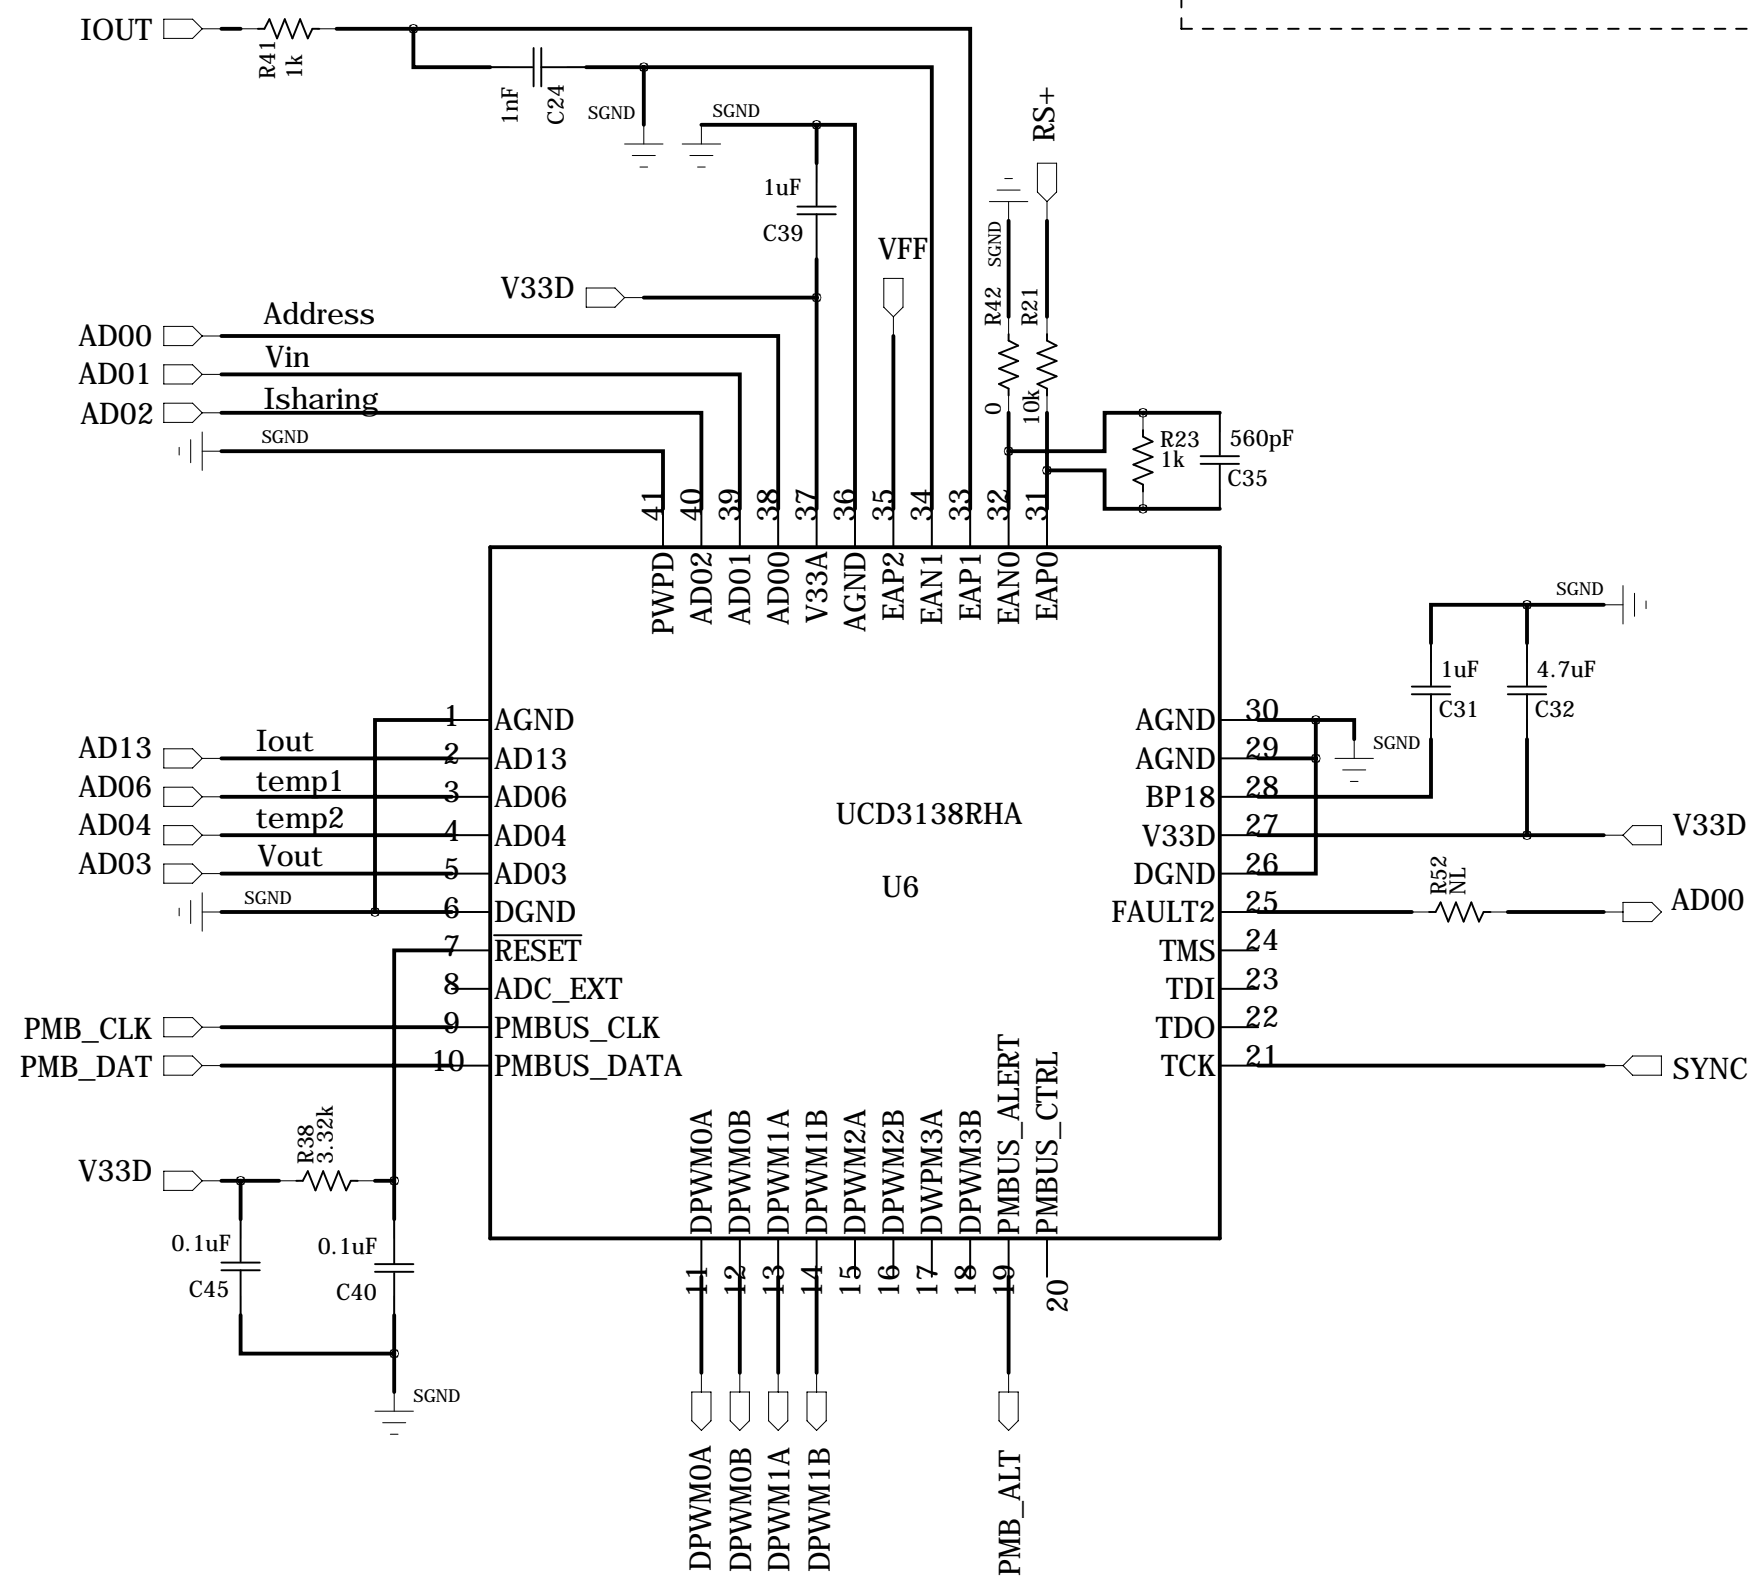 IOUT
R41
1k
1nF
C24
SGND
SGND
RS+
1uF
C39
VFF
SGND
V33D
R42
R21
Address
AD00
Vin
AD01
Isharing
AD02
0
10k
SGND
R23
1k
560pF
C35
41
40
39
38
37
36
35
34
33
32
31
PWPD
AD02
AD01
AD00
V33A
AGND
EAP2
EAN1
EAP1
EAN0
EAP0
SGND
1uF
C31
4.7uF
C32
1
AGND
AGND
30
SGND
AD13
Iout
2
AD13
AGND
29
AD06
temp1
3
AD06
BP18
28
UCD3138RHA
AD04
temp2
4
AD04
V33D
27
V33D
AD03
Vout
5
AD03
DGND
26
U6
R52
NL
SGND
6
DGND
FAULT2
25
AD00
7
RESET
TMS
24
8
ADC_EXT
TDI
23
PMB_CLK
9
PMBUS_CLK
TDO
22
PMB_DAT
10
PMBUS_DATA
TCK
21
SYNC
V33D
R38
3.32k
0.1uF
C45
0.1uF
C40
SGND
DPWM0A
DPWM0B
DPWM1A
DPWM1B
DPWM2A
DPWM2B
DWPM3A
DPWM3B
PMBUS_ALERT
PMBUS_CTRL
11
12
13
14
15
16
17
18
19
20
DPWM0A
DPWM0B
DPWM1A
DPWM1B
PMB_ALT